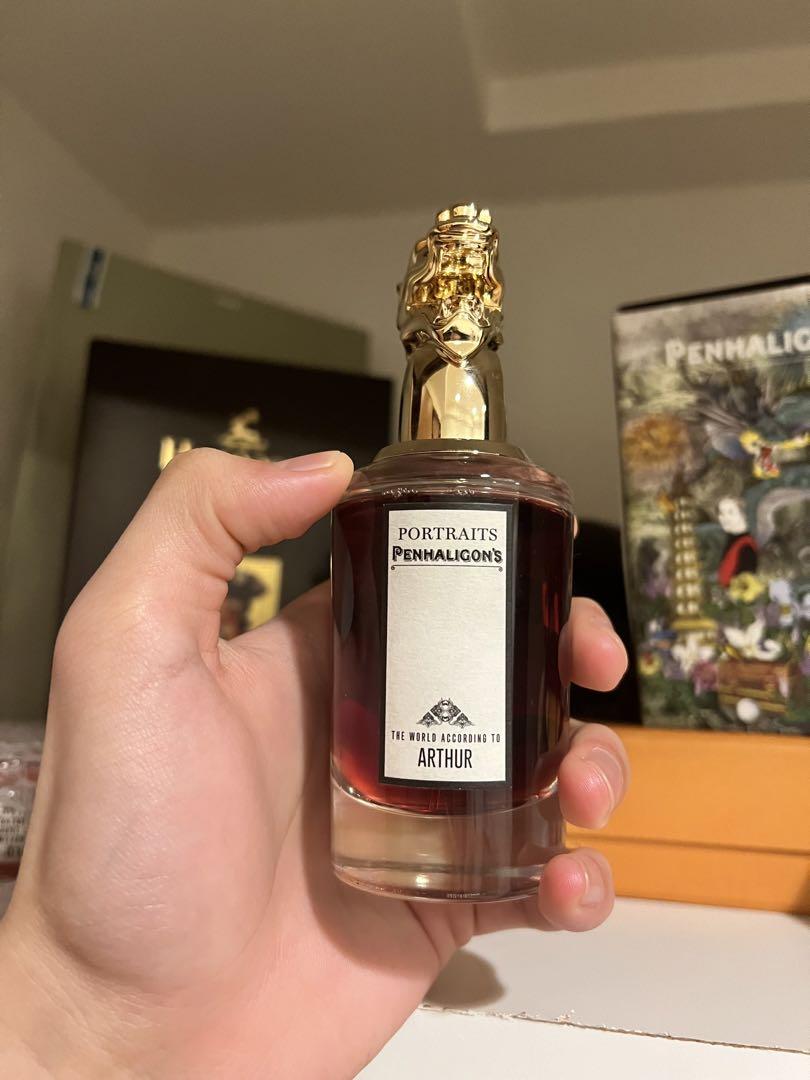 PORTRAITS
PENHALIGON'S
THE WORLD ACCORDING TO
ARTHUR
PENHALIG